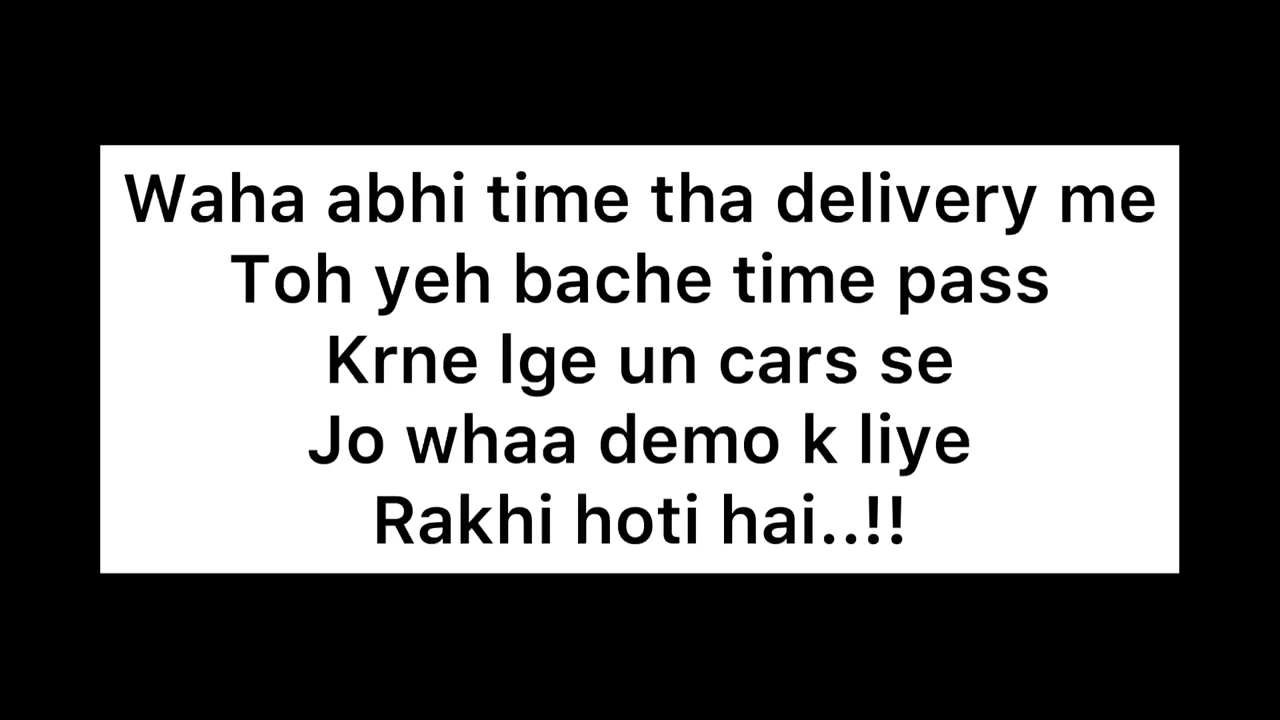 Waha abhi time tha delivery me
Toh yeh bache time pass
Krne lge un cars se
Jo whaa demo k liye
Rakhi hoti hai..!!